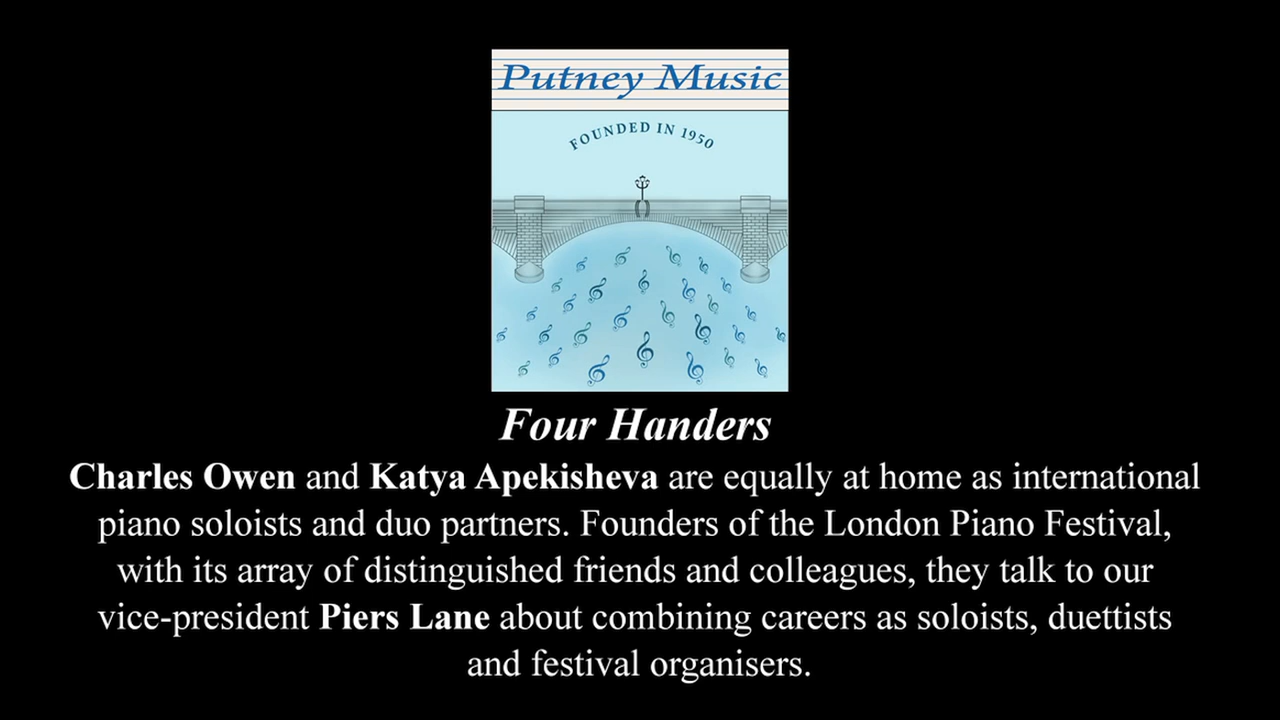 Putney Music
FOUNDED IN 1950
Four Handers
Charles Owen and Katya Apekisheva are equally at home as international
piano soloists and duo partners. Founders of the London Piano Festival,
with its array of distinguished friends and colleagues, they talk to our
vice-president Piers Lane about combining careers as soloists, duettists
and festival organisers.